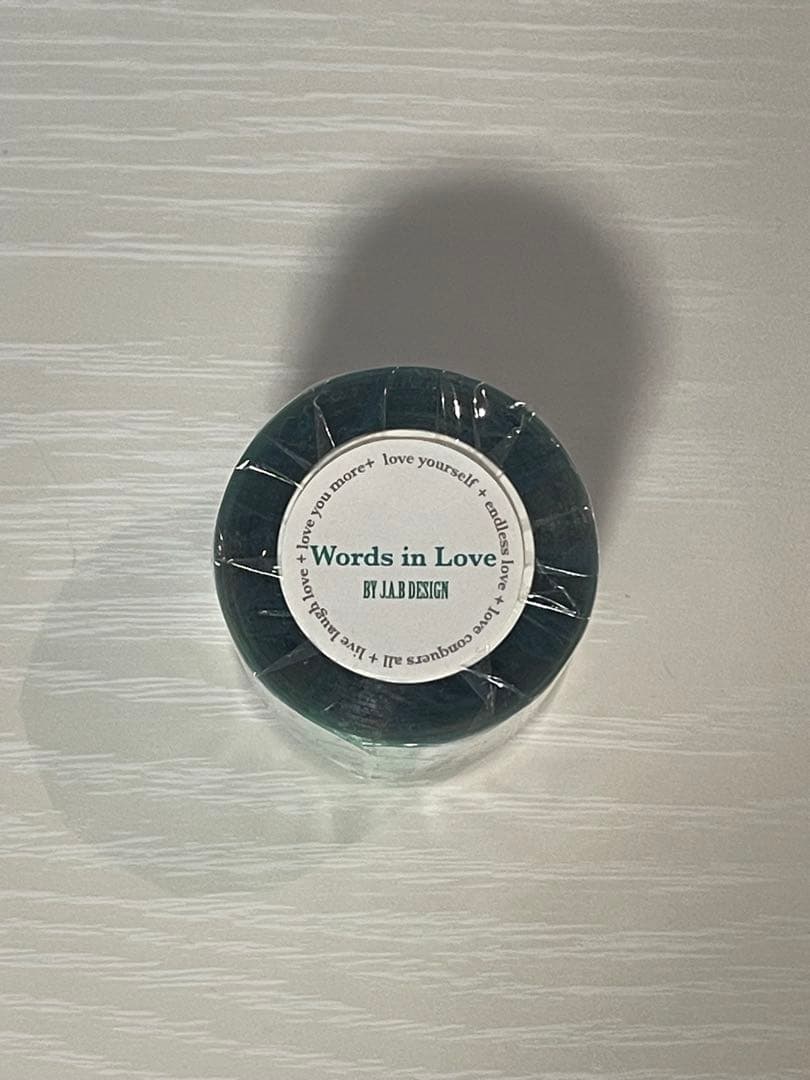 love yourself + endless love + love conquers all + live laugh love + love you more+
Words in Love
BY J.A.B DESIGN